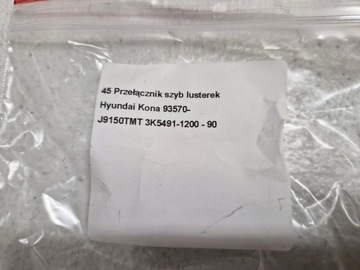 45 Przełącznik szyb lusterek
Hyundai Kona 93570-
J9150TMT 3K5491-1200 - 90